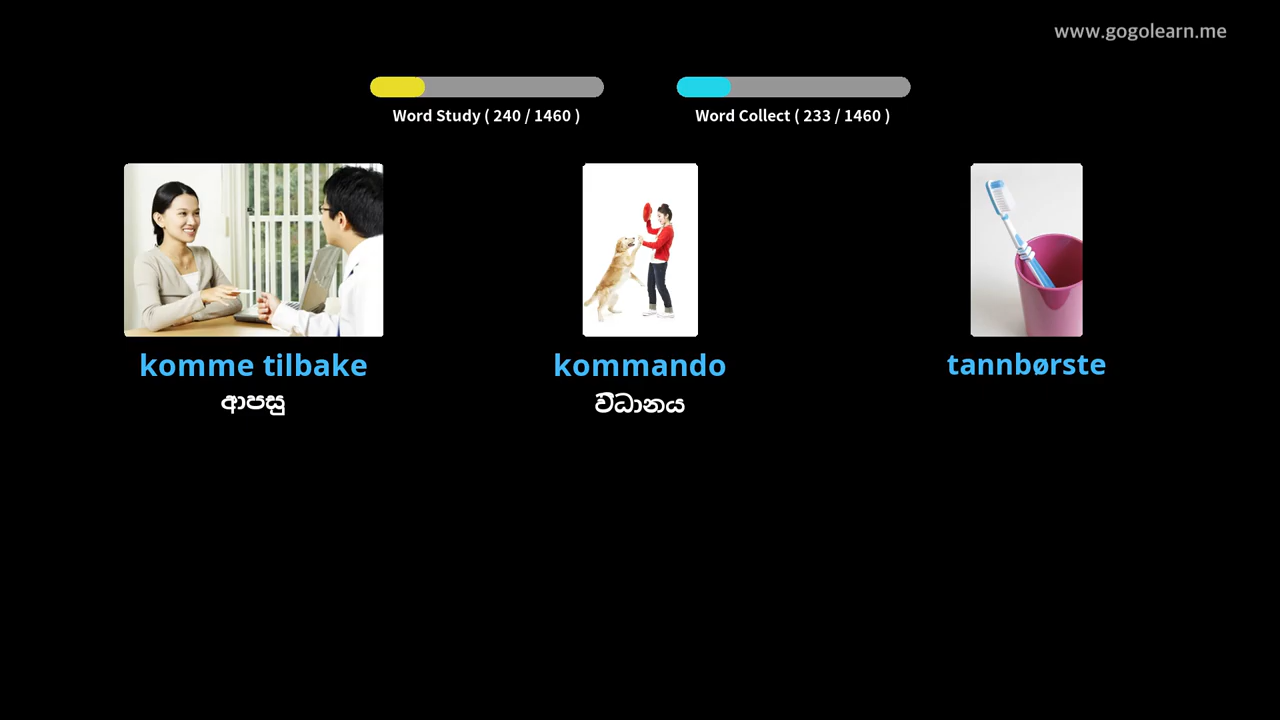 www.gogolearn.me
Word Study ( 240 / 1460 )
Word Collect ( 233 / 1460 )
komme tilbake
ආපසු
kommando
විධානය
tannbørste